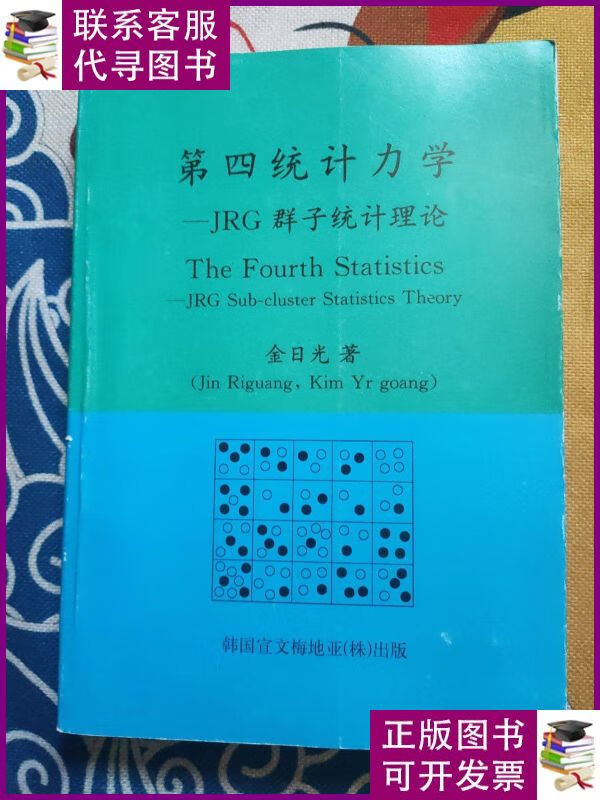 联系客服
代寻图书
第四统计力学
—JRG 群子统计理论
The Fourth Statistics
—JRG Sub-cluster Statistics Theory
金日光 著
(Jin Riguang, Kim Yr goang)
韩国宣文梅地亚(株)出版
正版图书
可开发票